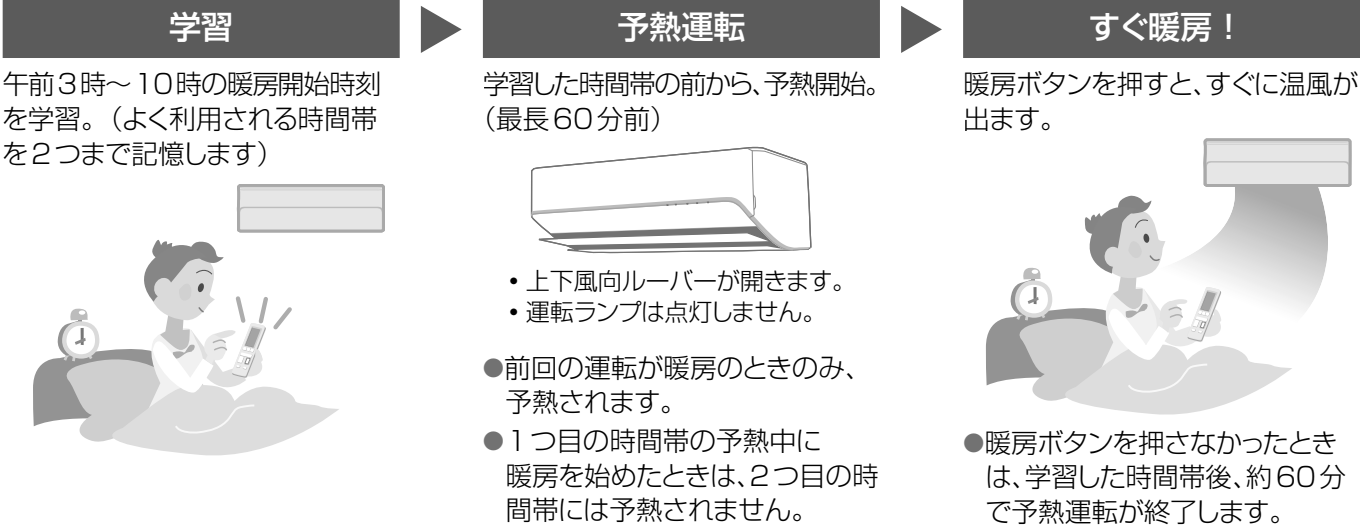 学習
午前3時～10時の暖房開始時刻
を学習。（よく利用される時間帯
を2つまで記憶します）
予熱運転
学習した時間帯の前から、予熱開始。
（最長60分前）
・上下風向ルーバーが開きます。
・運転ランプは点灯しません。
●前回の運転が暖房のときのみ、
予熱されます。
●1つ目の時間帯の予熱中に
暖房を始めたときは、2つ目の時
間帯には予熱されません。
すぐ暖房！
暖房ボタンを押すと、すぐに温風が
出ます。
●暖房ボタンを押さなかったとき
は、学習した時間帯後、約60分
で予熱運転が終了します。